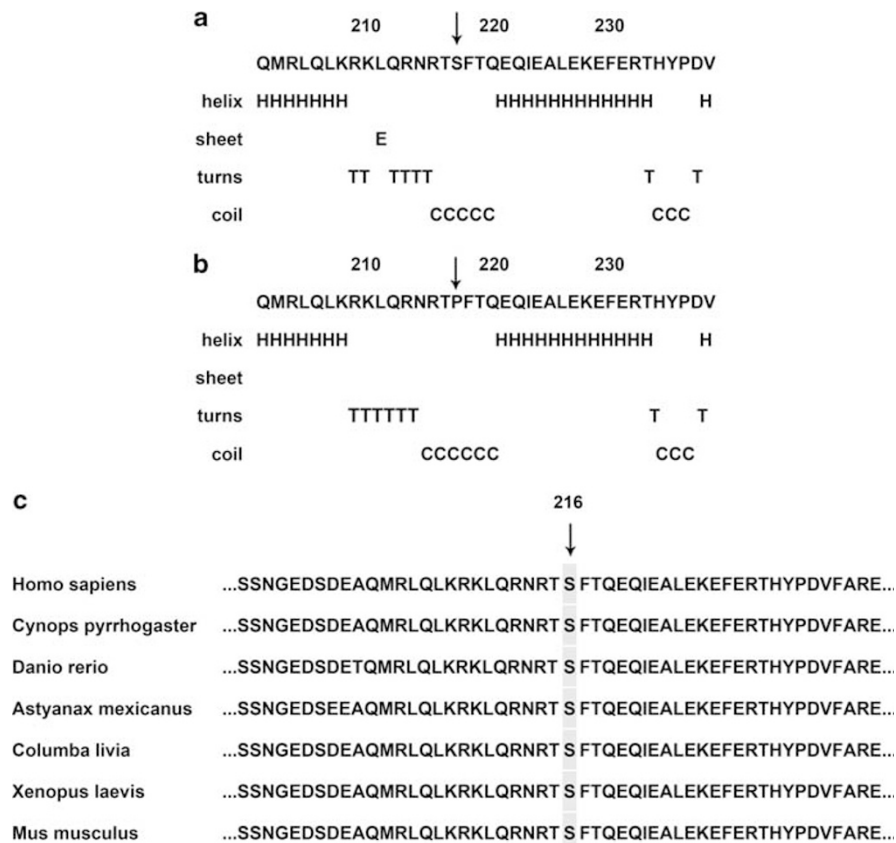 a
210 220 230
QMRLQLKRKLQRNRTSFTQEQIEALEKEFERTHYPDV
helix HHHHHHH HHHHHHHHHHHH H
sheet E
turns TT TTTT T T
coil CCCCC CCC
b
210 220 230
QMRLQLKRKLQRNRTPFTQEQIEALEKEFERTHYPDV
helix HHHHHHH HHHHHHHHHHHH H
sheet
turns TTTTTT T T
coil CCCCCC CCC
c
216
Homo sapiens ...SSNGEDSDEAQMRLQLKRKLQRNRT S FTQEQIEALEKEFERTHYPDVFARE...
Cynops pyrrhogaster ...SSNGEDSDEAQMRLQLKRKLQRNRT S FTQEQIEALEKEFERTHYPDVFARE...
Danio rerio ...SSNGEDSDETQMRLQLKRKLQRNRT S FTQEQIEALEKEFERTHYPDVFARE...
Astyanax mexicanus ...SSNGEDSEEAQMRLQLKRKLQRNRT S FTQEQIEALEKEFERTHYPDVFARE...
Columba livia ...SSNGEDSDEAQMRLQLKRKLQRNRT S FTQEQIEALEKEFERTHYPDVFARE...
Xenopus laevis ...SSNGEDSDEAQMRLQLKRKLQRNRT S FTQEQIEALEKEFERTHYPDVFARE...
Mus musculus ...SSNGEDSDEAQMRLQLKRKLQRNRT S FTQEQIEALEKEFERTHYPDVFARE...